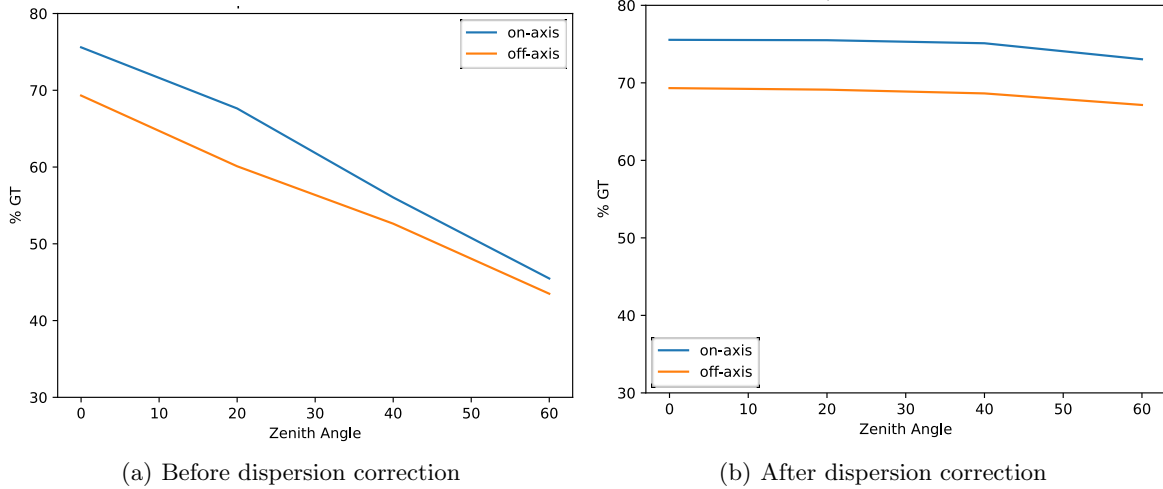 80
70
60
50
40
30
% GT
0 10 20 30 40 50 60
Zenith Angle
on-axis
off-axis
(a) Before dispersion correction
80
70
60
50
40
30
% GT
on-axis
off-axis
0 10 20 30 40 50 60
Zenith Angle
(b) After dispersion correction